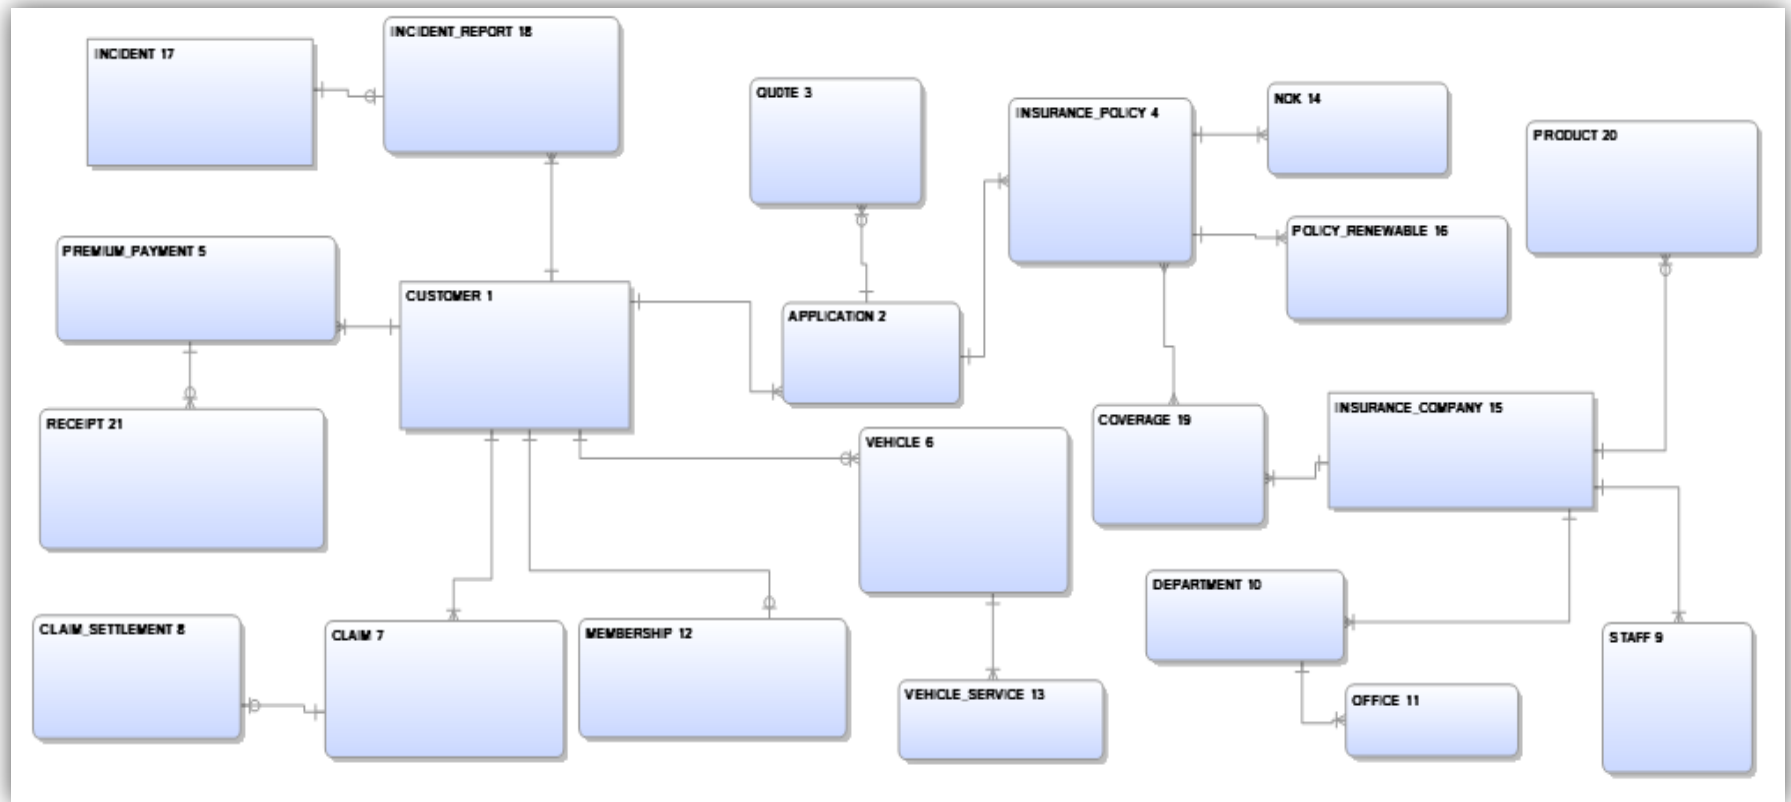 INCIDENT 17
INCIDENT_REPORT 18
QUOTE 3
INSURANCE_POLICY 4
NOK 14
PRODUCT 20
PREMIUM_PAYMENT 5
CUSTOMER 1
APPLICATION 2
POLICY_RENEWABLE 16
RECEIPT 21
VEHICLE 6
COVERAGE 19
INSURANCE_COMPANY 15
CLAIM_SETTLEMENT 8
CLAIM 7
MEMBERSHIP 12
VEHICLE_SERVICE 13
DEPARTMENT 10
OFFICE 11
STAFF 9